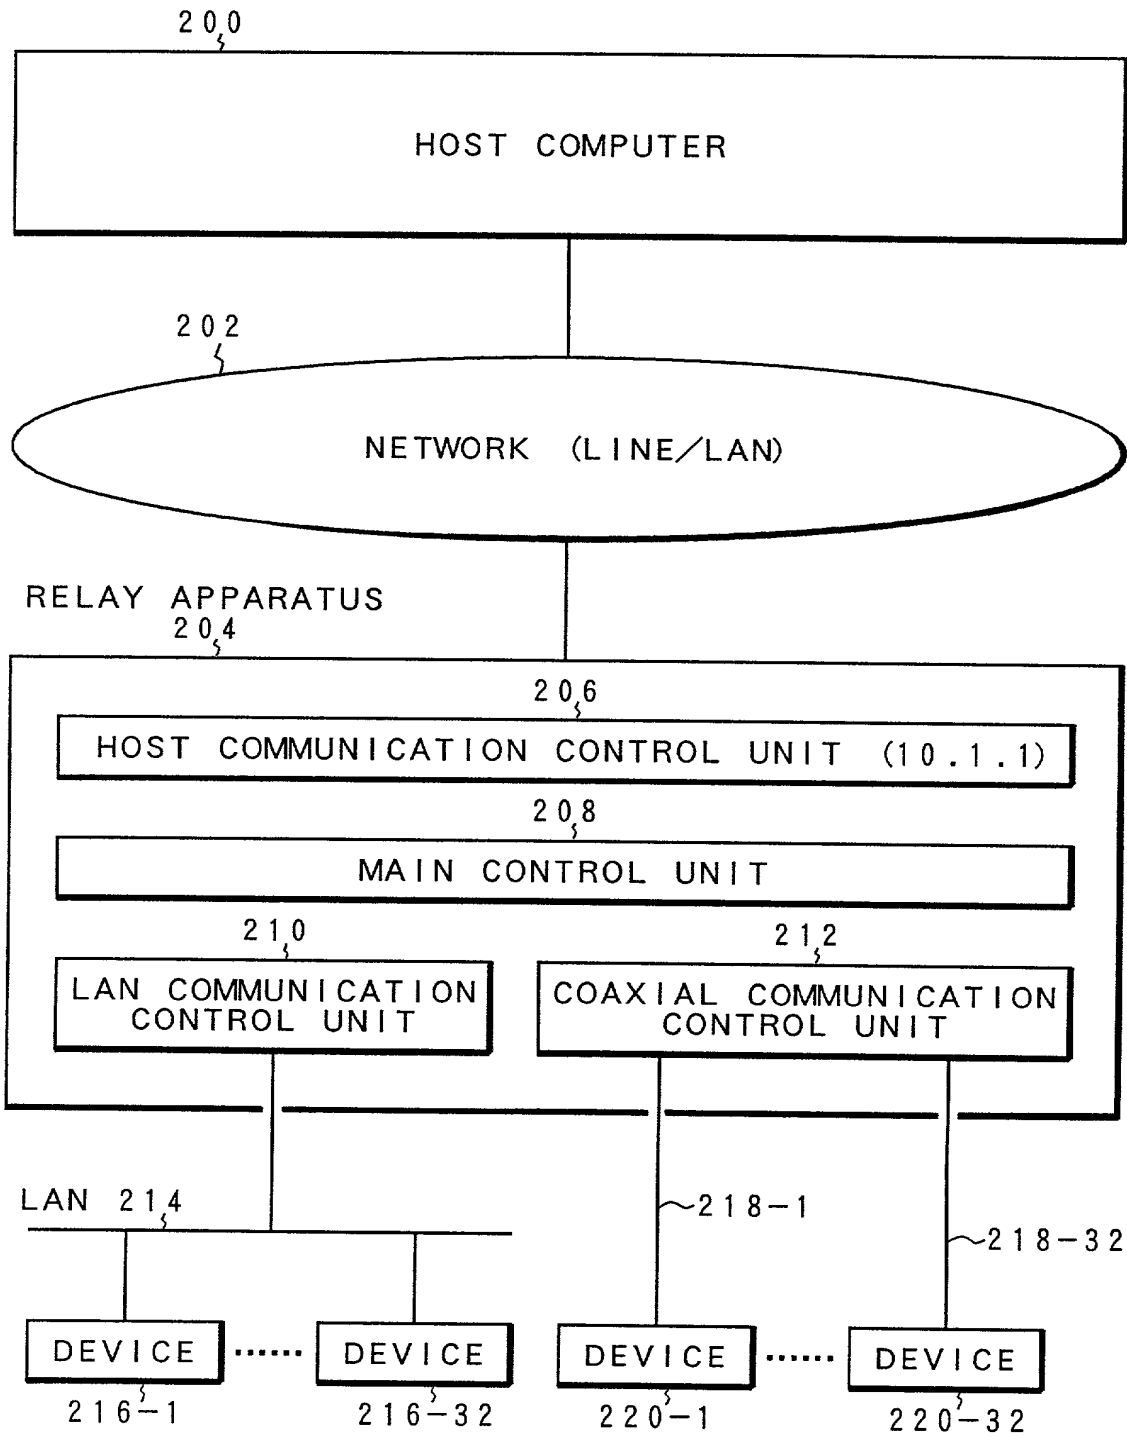 200
HOST COMPUTER
202
NETWORK (LINE/LAN)
RELAY APPARATUS
204
206
HOST COMMUNICATION CONTROL UNIT (10.1.1)
208
MAIN CONTROL UNIT
210
212
LAN COMMUNICATION
CONTROL UNIT
COAXIAL COMMUNICATION
CONTROL UNIT
LAN 214
218-1
218-32
DEVICE ...... DEVICE
DEVICE ...... DEVICE
216-1
216-32
220-1
220-32